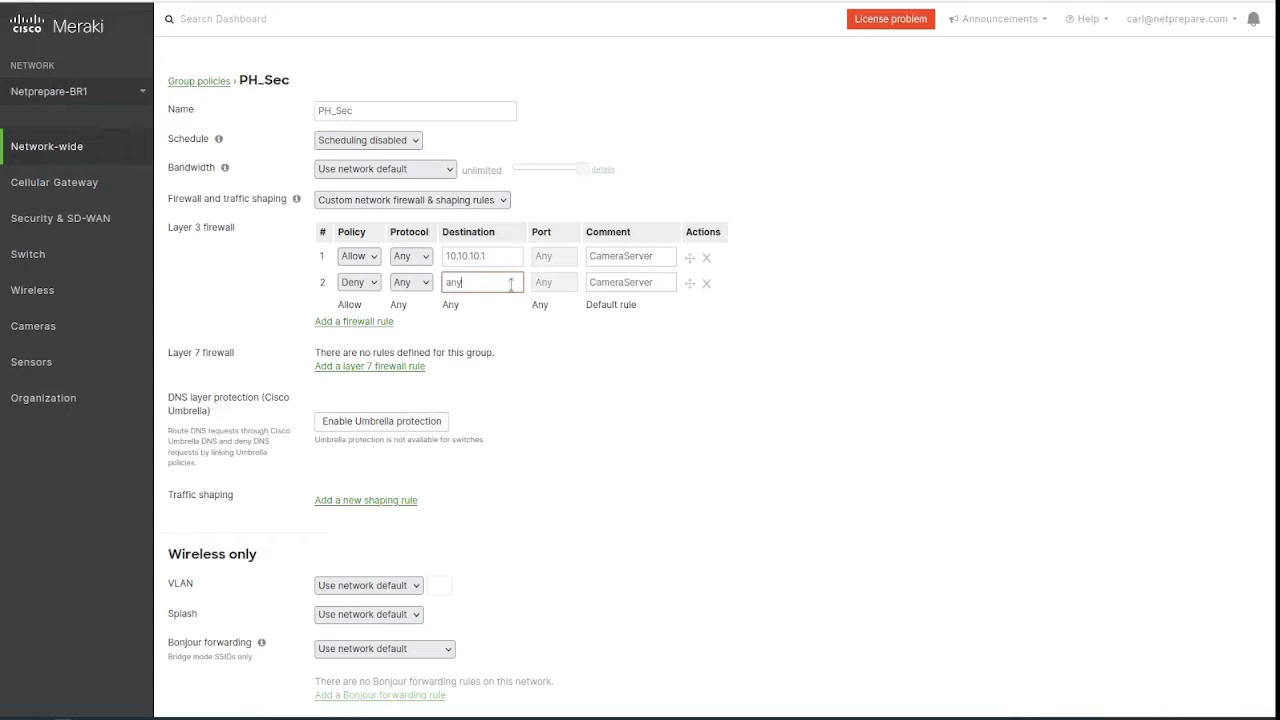 cisco Meraki
Search Dashboard
License problem
Announcements
Help
carl@netprepare.com
NETWORK
Netprepare-BR1
Network-wide
Cellular Gateway
Security & SD-WAN
Switch
Wireless
Cameras
Sensors
Organization
Group policies › PH_Sec
Name PH_Sec
Schedule Scheduling disabled
Bandwidth Use network default unlimited details
Firewall and traffic shaping Custom network firewall & shaping rules
Layer 3 firewall
# Policy Protocol Destination Port Comment Actions
1 Allow Any 10.10.10.1 Any CameraServer
2 Deny Any any Any CameraServer
Allow Any Any Any Default rule
Add a firewall rule
Layer 7 firewall
There are no rules defined for this group.
Add a layer 7 firewall rule
DNS layer protection (Cisco
Umbrella)
Route DNS requests through Cisco
Umbrella DNS and deny DNS
requests by linking Umbrella
policies.
Enable Umbrella protection
Umbrella protection is not available for switches.
Traffic shaping
Add a new shaping rule
Wireless only
VLAN Use network default
Splash Use network default
Bonjour forwarding
Bridge mode SSIDs only
Use network default
There are no Bonjour forwarding rules on this network.
Add a Bonjour forwarding rule